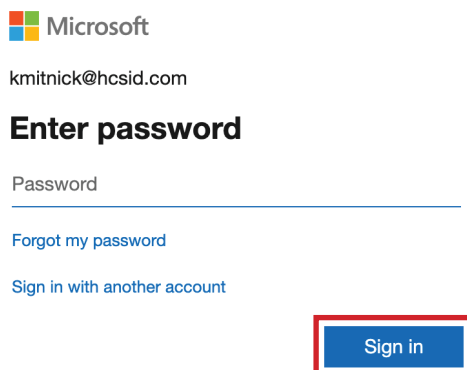 Microsoft
kmitnick@hcsid.com
Enter password
Password
Forgot my password
Sign in with another account
Sign in